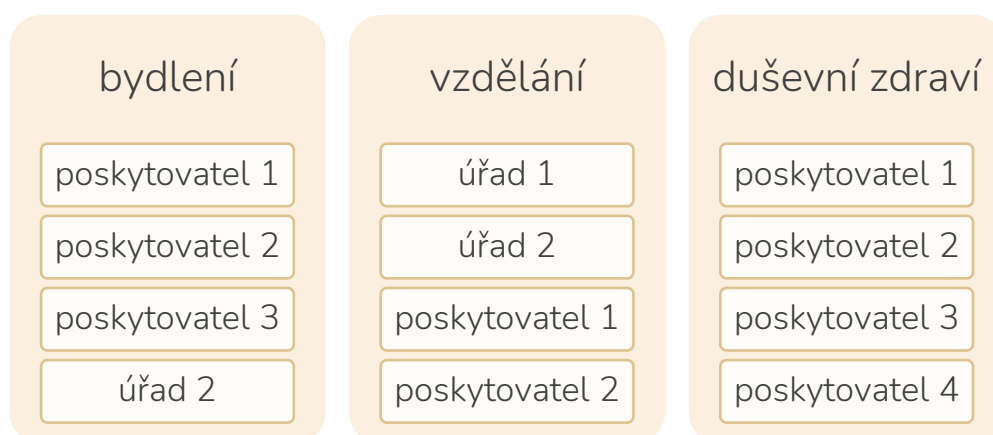 bydlení
poskytovatel 1
poskytovatel 2
poskytovatel 3
úřad 2
vzdělání
úřad 1
úřad 2
poskytovatel 1
poskytovatel 2
duševní zdraví
poskytovatel 1
poskytovatel 2
poskytovatel 3
poskytovatel 4